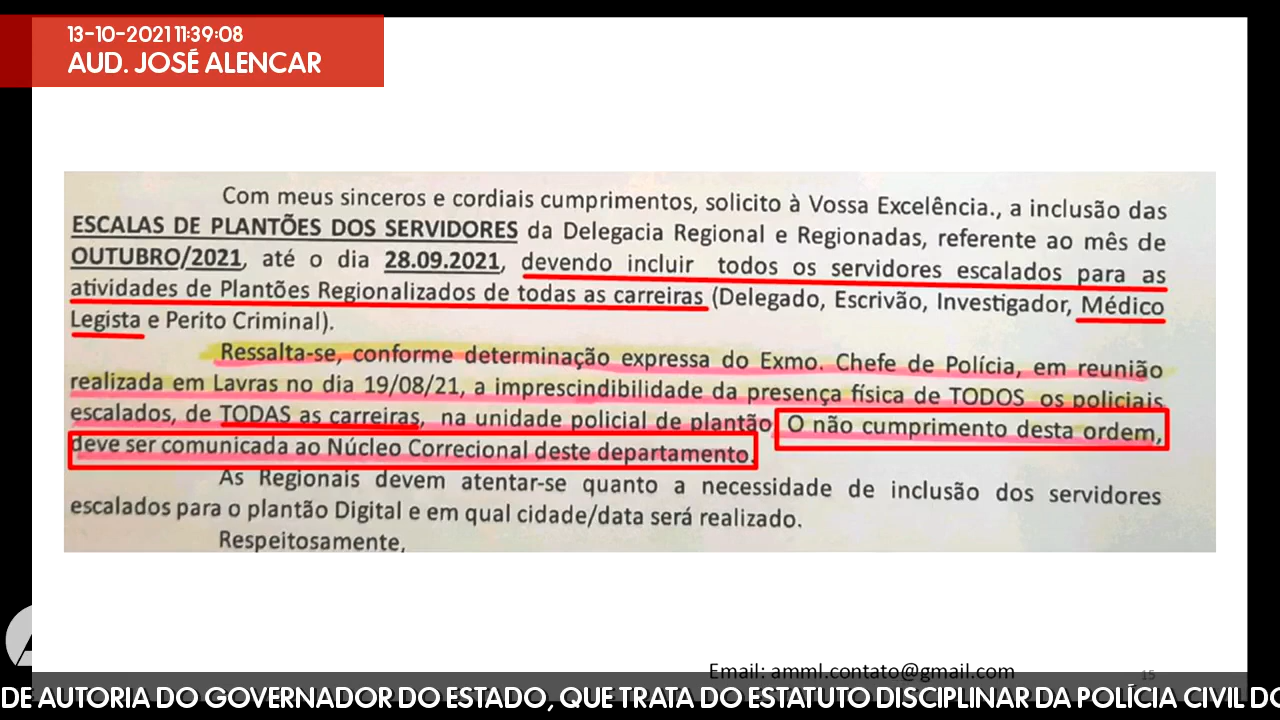 13-10-2021 11:39:08
AUD. JOSÉ ALENCAR
Com meus sinceros e cordiais cumprimentos, solicito à Vossa Excelência., a inclusão das
ESCALAS DE PLANTÕES DOS SERVIDORES da Delegacia Regional e Regionadas, referente ao mês de
OUTUBRO/2021, até o dia 28.09.2021, devendo incluir todos os servidores escalados para as
atividades de Plantões Regionalizados de todas as carreiras (Delegado, Escrivão, Investigador, Médico
Legista e Perito Criminal).
Ressalta-se, conforme determinação expressa do Exmo. Chefe de Polícia, em reunião
realizada em Lavras no dia 19/08/21, a imprescindibilidade da presença física de TODOS os policiais
escalados, de TODAS as carreiras, na unidade policial de plantão. O não cumprimento desta ordem,
deve ser comunicada ao Núcleo Correcional deste departamento.
As Regionais devem atentar-se quanto a necessidade de inclusão dos servidores
escalados para o plantão Digital e em qual cidade/data será realizado.
Respeitosamente,
Email: amml.contato@gmail.com
15
DE AUTORIA DO GOVERNADOR DO ESTADO, QUE TRATA DO ESTATUTO DISCIPLINAR DA POLÍCIA CIVIL DO